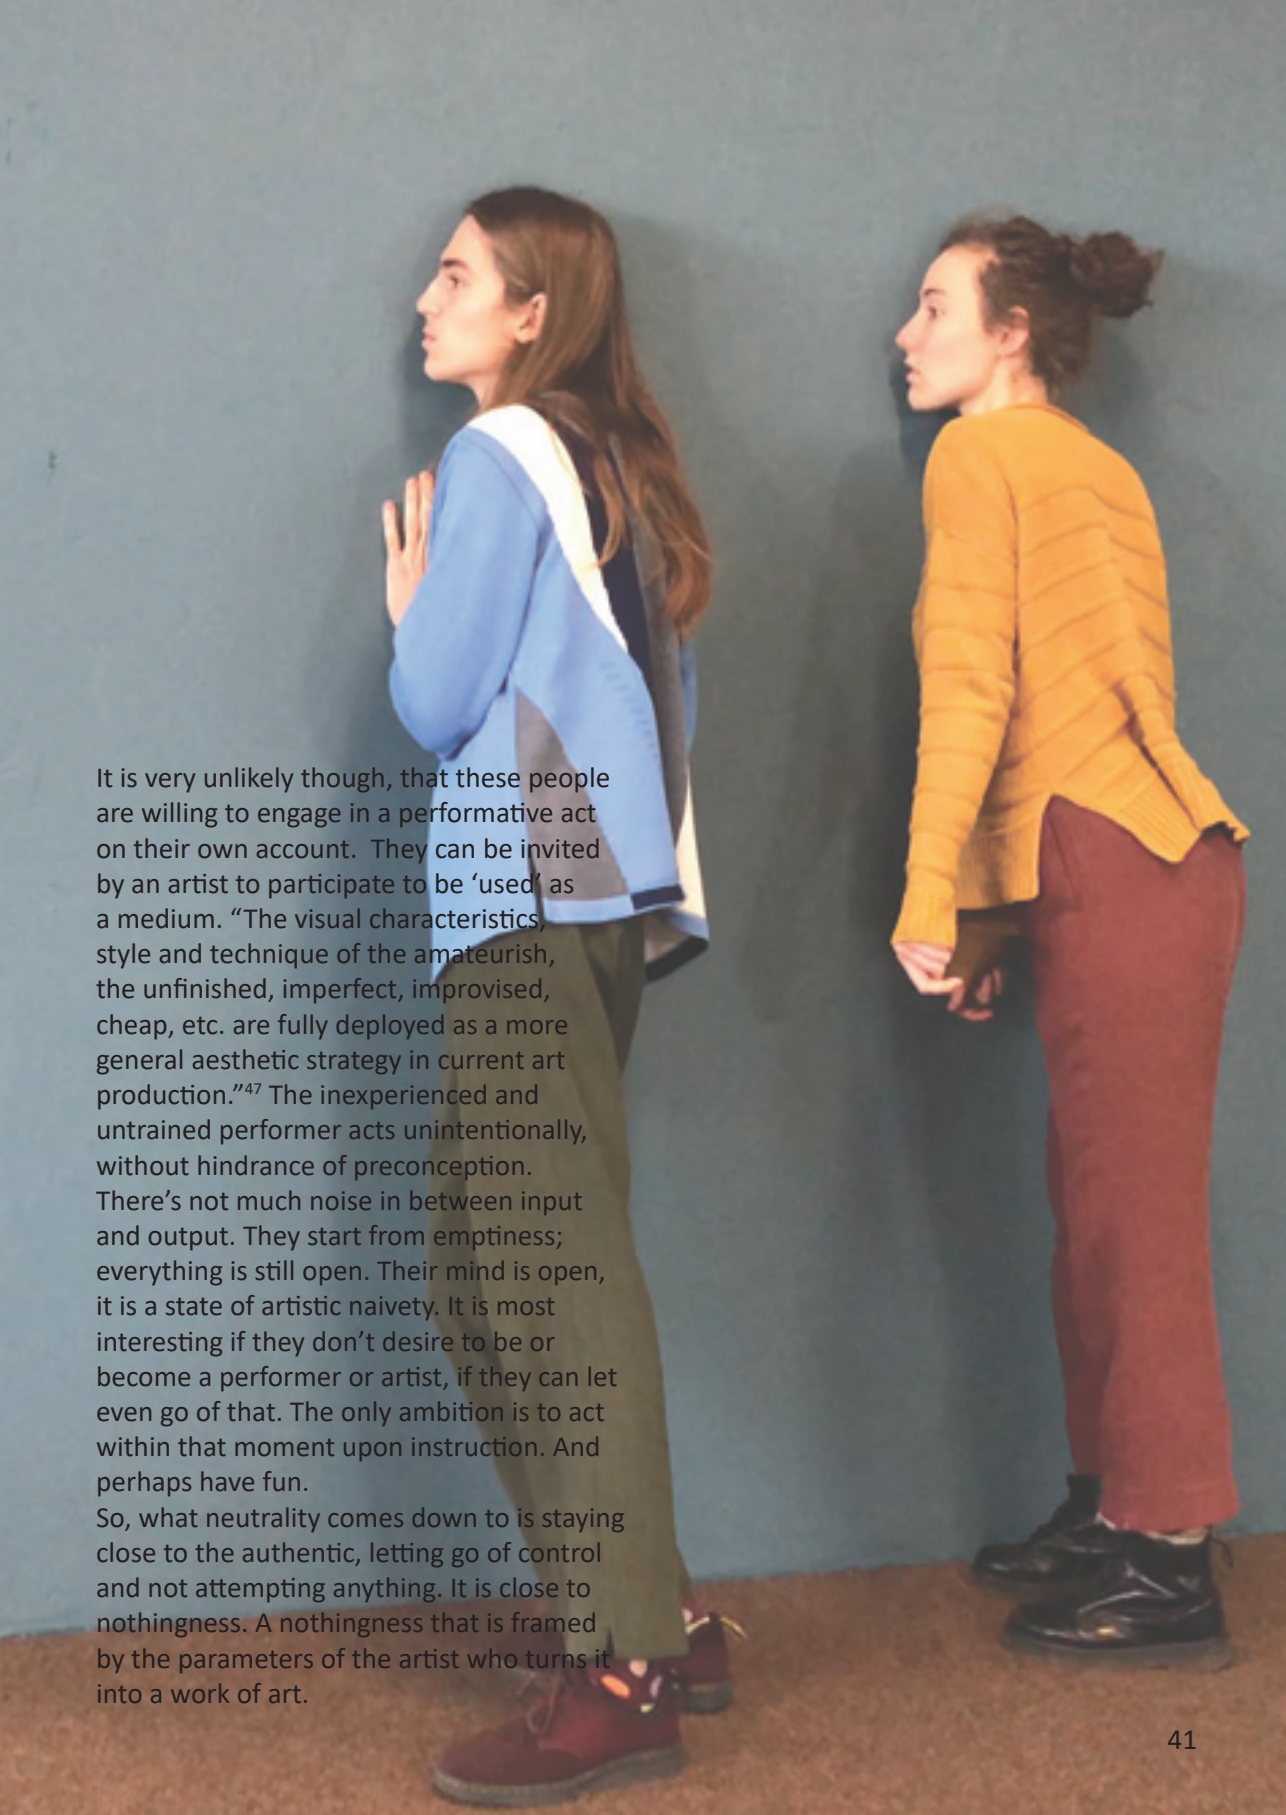 It is very unlikely though, that these people
are willing to engage in a performative act
on their own account.  They can be invited
by an artist to participate to be ‘used’ as
a medium. “The visual characteristics,
style and technique of the amateurish,
the unfinished, imperfect, improvised,
cheap, etc. are fully deployed as a more
general aesthetic strategy in current art
production.”⁴⁷ The inexperienced and
untrained performer acts unintentionally,
without hindrance of preconception.
There’s not much noise in between input
and output. They start from emptiness;
everything is still open. Their mind is open,
it is a state of artistic naivety. It is most
interesting if they don’t desire to be or
become a performer or artist, if they can let
even go of that. The only ambition is to act
within that moment upon instruction. And
perhaps have fun.
So, what neutrality comes down to is staying
close to the authentic, letting go of control
and not attempting anything. It is close to
nothingness. A nothingness that is framed
by the parameters of the artist who turns it
into a work of art.
41